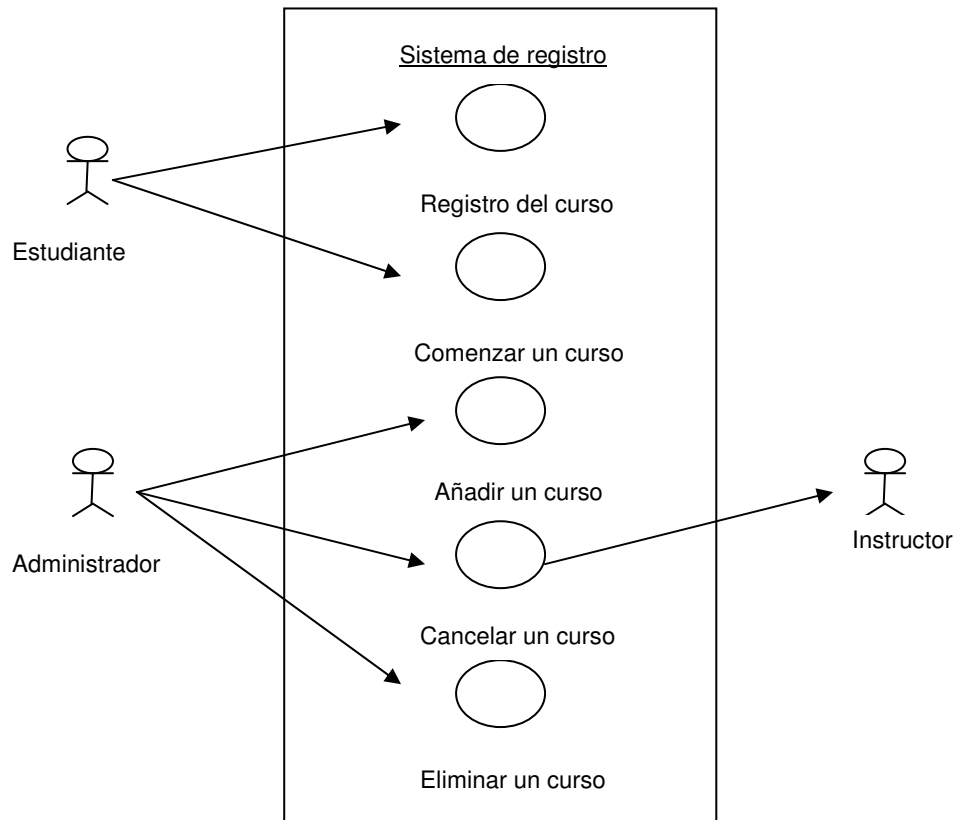 Sistema de registro
Registro del curso
Estudiante
Comenzar un curso
Añadir un curso
Instructor
Administrador
Cancelar un curso
Eliminar un curso